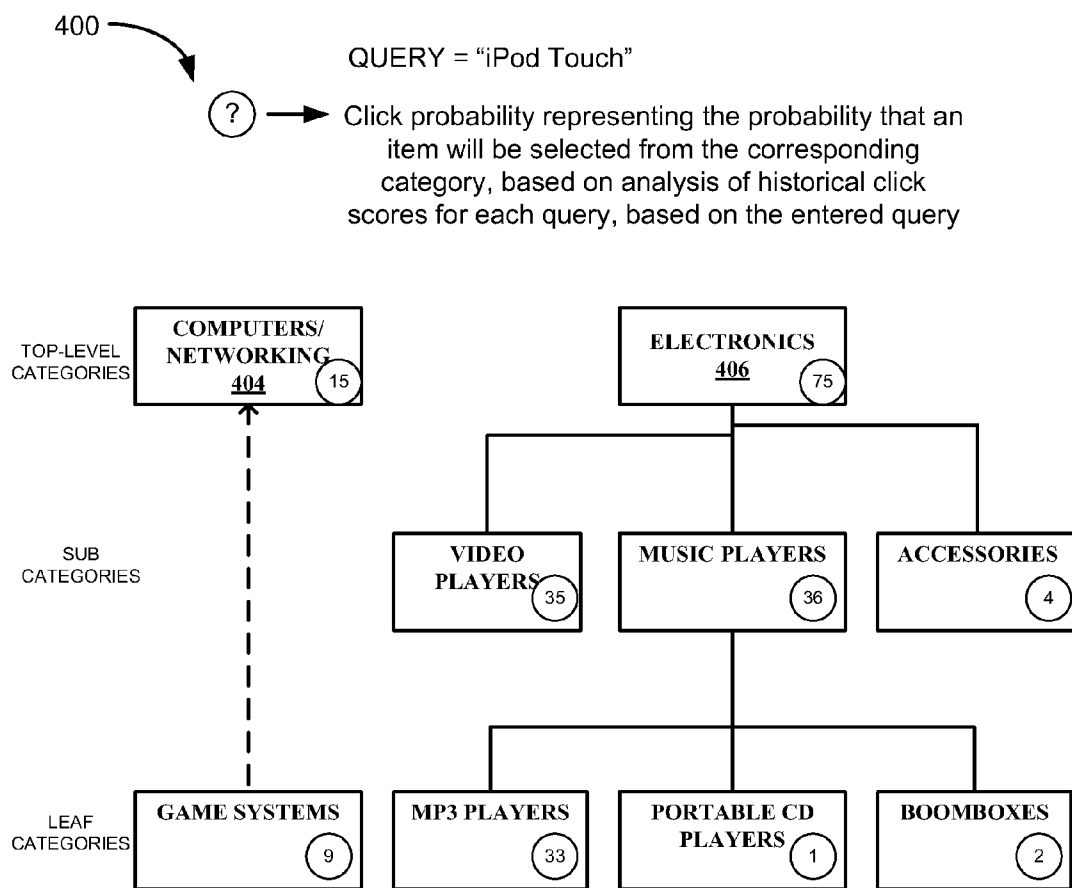 400
QUERY = “iPod Touch”
?
Click probability representing the probability that an
item will be selected from the corresponding
category, based on analysis of historical click
scores for each query, based on the entered query
TOP-LEVEL
CATEGORIES
COMPUTERS/
NETWORKING
404
15
ELECTRONICS
406
75
SUB
CATEGORIES
VIDEO
PLAYERS
35
MUSIC PLAYERS
36
ACCESSORIES
4
LEAF
CATEGORIES
GAME SYSTEMS
9
MP3 PLAYERS
33
PORTABLE CD
PLAYERS
1
BOOMBOXES
2